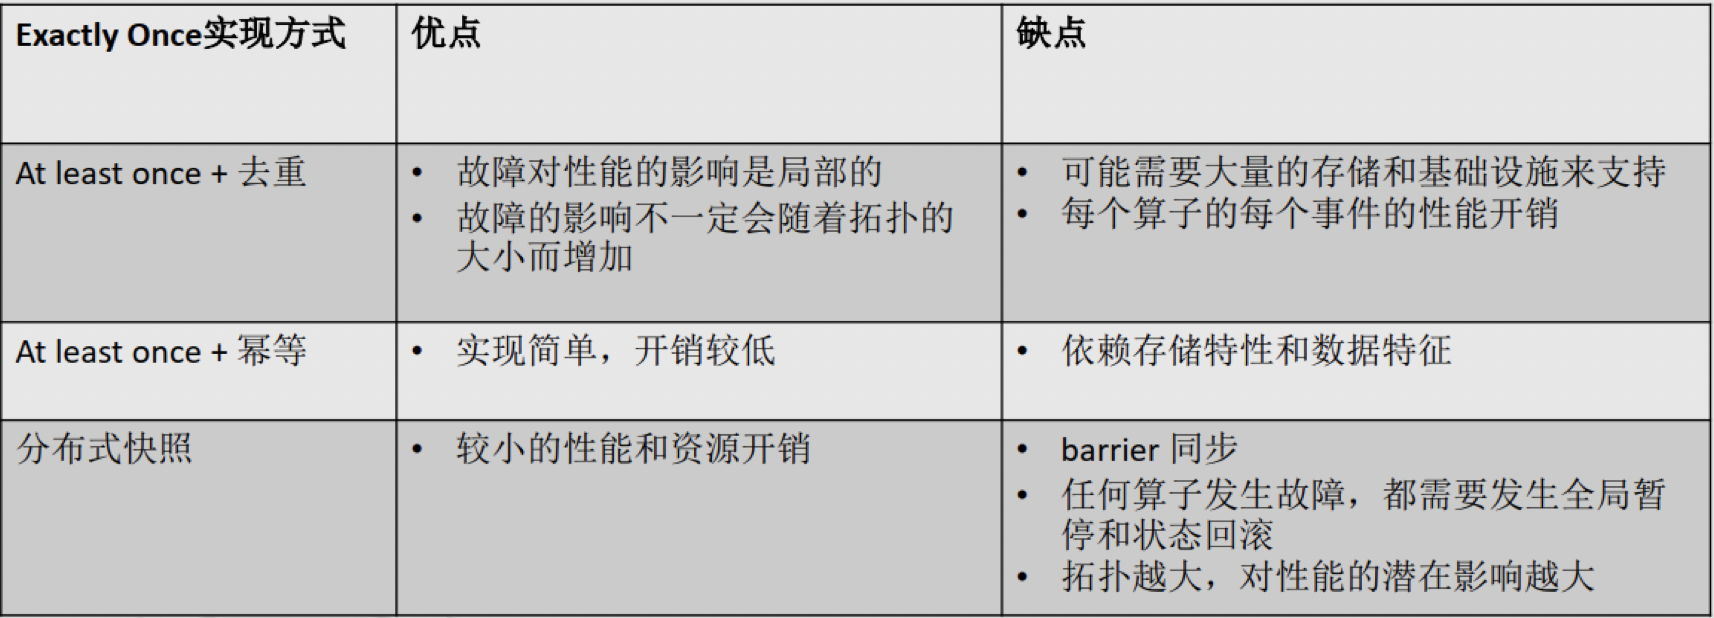 Exactly Once实现方式
优点
缺点
At least once + 去重
• 故障对性能的影响是局部的
• 故障的影响不一定会随着拓扑的
大小而增加
• 可能需要大量的存储和基础设施来支持
• 每个算子的每个事件的性能开销
At least once + 幂等
• 实现简单，开销较低
• 依赖存储特性和数据特征
分布式快照
• 较小的性能和资源开销
• barrier 同步
• 任何算子发生故障，都需要发生全局暂
停和状态回滚
• 拓扑越大，对性能的潜在影响越大